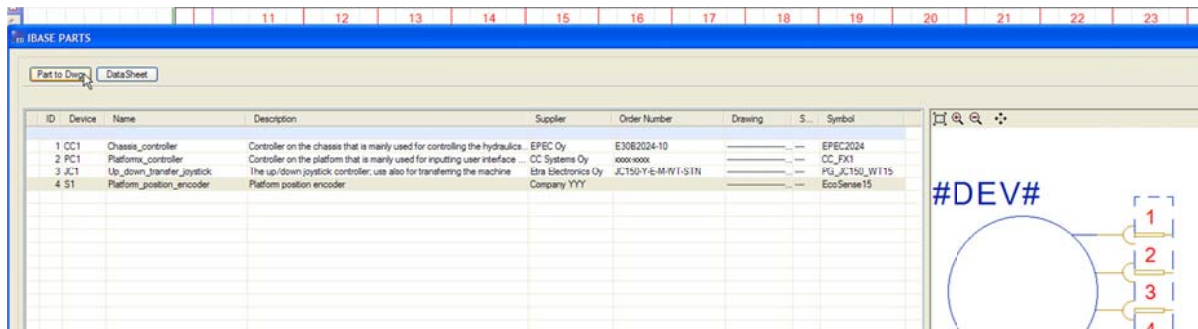 11 12 13 14 15 16 17 18 19 20 21 22 23
IBASE PARTS
Part to Dwg DataSheet
ID Device Name Description Supplier Order Number Drawing S... Symbol
1 CC1 Chassis_controller Controller on the chassis that is mainly used for controlling the hydraulics... EPEC Oy E30B2024-10 EPEC2024
2 PC1 Platformx_controller Controller on the platform that is mainly used for inputting user interface ... CC Systems Oy xxxx-xxxx CC_FX1
3 JC1 Up_down_transfer_joystick The up/down joystick controller; use also for transferring the machine Etra Electronics Oy JC150-Y-E-M-WT-STN PG_JC150_WT15
4 S1 Platform_position_encoder Platform position encoder Company YYY EcoSense15
#DEV#
1
2
3
4